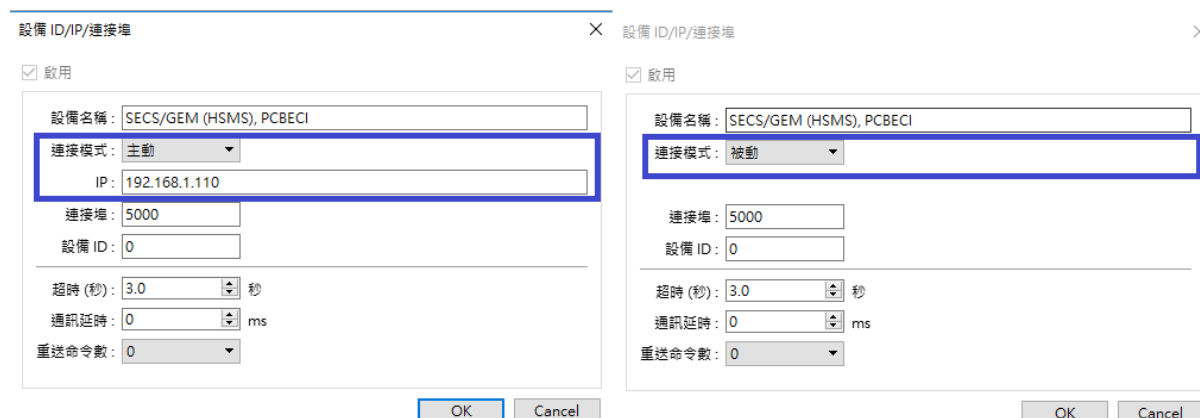 設備 ID/IP/連接埠
啟用
設備名稱 : SECS/GEM (HSMS), PCBECI
連接模式 : 主動
IP : 192.168.1.110
連接埠 : 5000
設備 ID : 0
超時 (秒) : 3.0 秒
通訊延時 : 0 ms
重送命令數 : 0
OK Cancel
設備 ID/IP/連接埠
啟用
設備名稱 : SECS/GEM (HSMS), PCBECI
連接模式 : 被動
連接埠 : 5000
設備 ID : 0
超時 (秒) : 3.0 秒
通訊延時 : 0 ms
重送命令數 : 0
OK Cancel